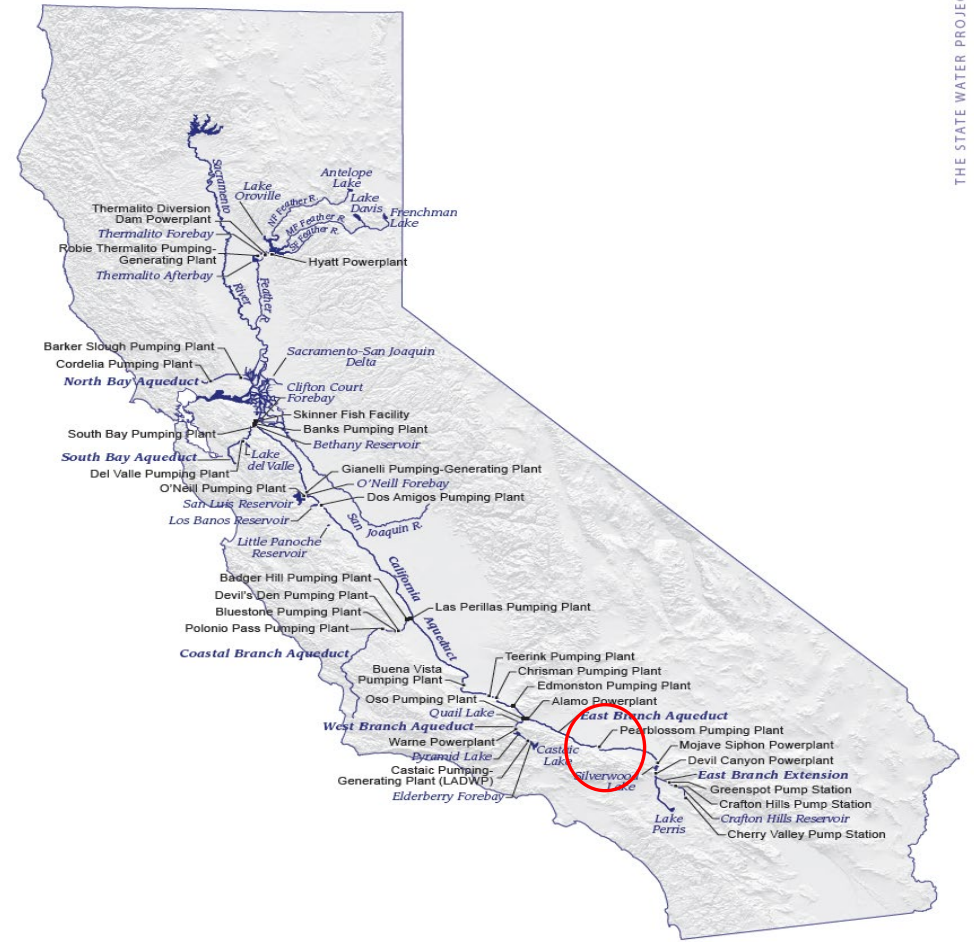 THE STATE WATER PROJEC
Antelope
Lake
Lake
Oroville
NF Feather R.
Lake
Davis
Frenchman
Lake
MF Feather R.
SF Feather R.
Sacramento
Thermalito Diversion
Dam Powerplant
Thermalito Forebay
Robie Thermalito Pumping-
Generating Plant
Hyatt Powerplant
Thermalito Afterbay
River
Feather R.
Barker Slough Pumping Plant
Cordelia Pumping Plant
North Bay Aqueduct
Sacramento-San Joaquin
Delta
Clifton Court
Forebay
Skinner Fish Facility
Banks Pumping Plant
South Bay Pumping Plant
Bethany Reservoir
South Bay Aqueduct
Lake
del Valle
Del Valle Pumping Plant
Gianelli Pumping-Generating Plant
O'Neill Forebay
O'Neill Pumping Plant
Dos Amigos Pumping Plant
San Luis Reservoir
Los Banos Reservoir
San
Joaquin R.
Little Panoche
Reservoir
California
Aqueduct
Badger Hill Pumping Plant
Devil's Den Pumping Plant
Bluestone Pumping Plant
Polonio Pass Pumping Plant
Las Perillas Pumping Plant
Coastal Branch Aqueduct
Teerink Pumping Plant
Chrisman Pumping Plant
Edmonston Pumping Plant
Alamo Powerplant
Buena Vista
Pumping Plant
Oso Pumping Plant
Quail Lake
East Branch Aqueduct
West Branch Aqueduct
Pearblossom Pumping Plant
Warne Powerplant
Pyramid Lake
Castaic
Lake
Mojave Siphon Powerplant
Devil Canyon Powerplant
Castaic Pumping-
Generating Plant (LADWP)
Silverwood
Lake
East Branch Extension
Elderberry Forebay
Greenspot Pump Station
Crafton Hills Pump Station
Crafton Hills Reservoir
Lake
Perris
Cherry Valley Pump Station